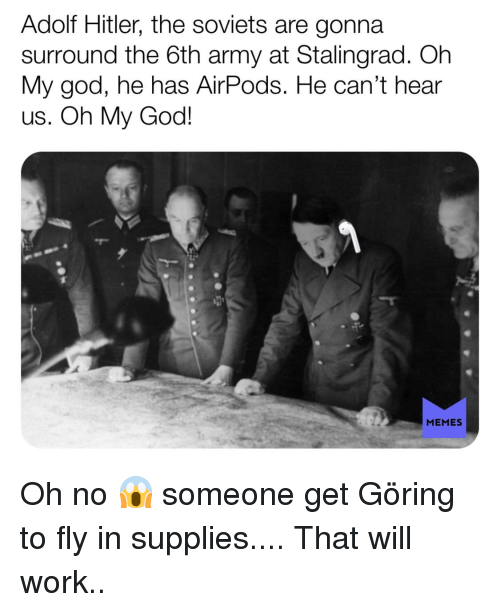 Adolf Hitler, the soviets are gonna
surround the 6th army at Stalingrad. Oh
My god, he has AirPods. He can't hear
us. Oh My God!
MEMES
Oh no 😱 someone get Göring
to fly in supplies.... That will
work..